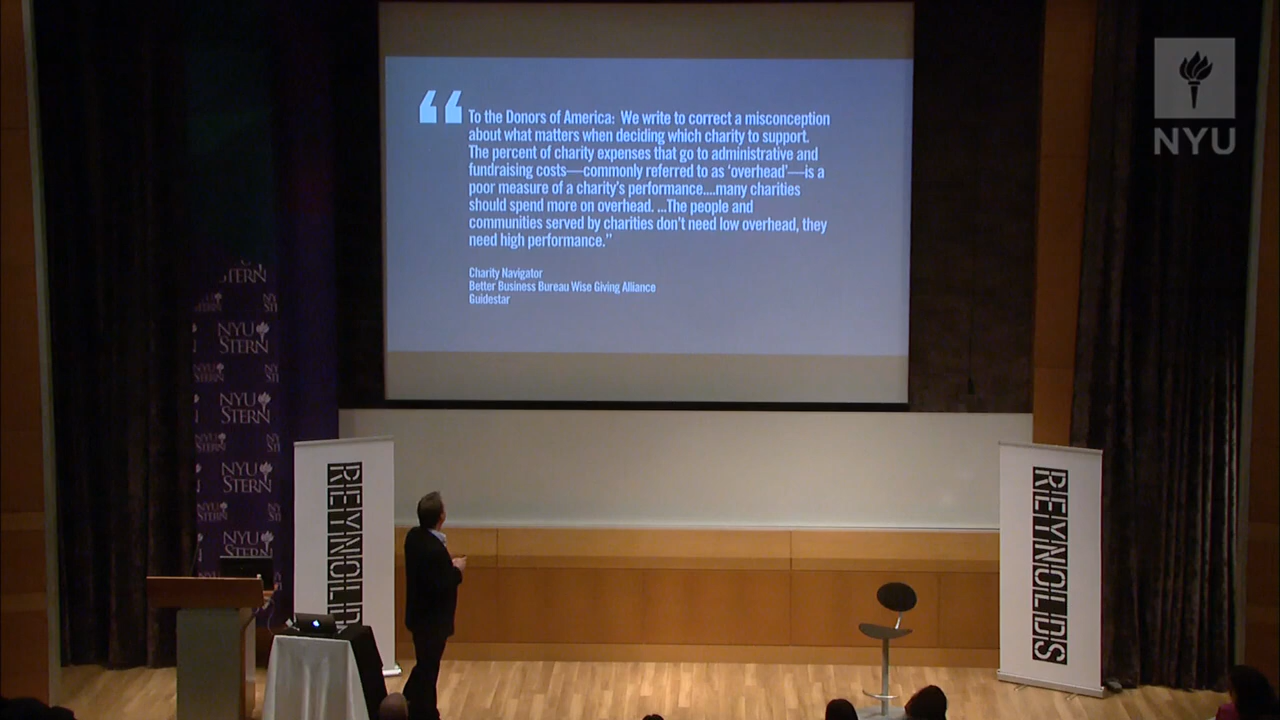 “To the Donors of America: We write to correct a misconception
about what matters when deciding which charity to support.
The percent of charity expenses that go to administrative and
fundraising costs—commonly referred to as ‘overhead’—is a
poor measure of a charity's performance....many charities
should spend more on overhead. ...The people and
communities served by charities don't need low overhead, they
need high performance.”
Charity Navigator
Better Business Bureau Wise Giving Alliance
Guidestar
NYU
STERN
NYU
STERN
NYU
STERN
NYU
STERN
NYU
STERN
REYNOLDS
REYNOLDS